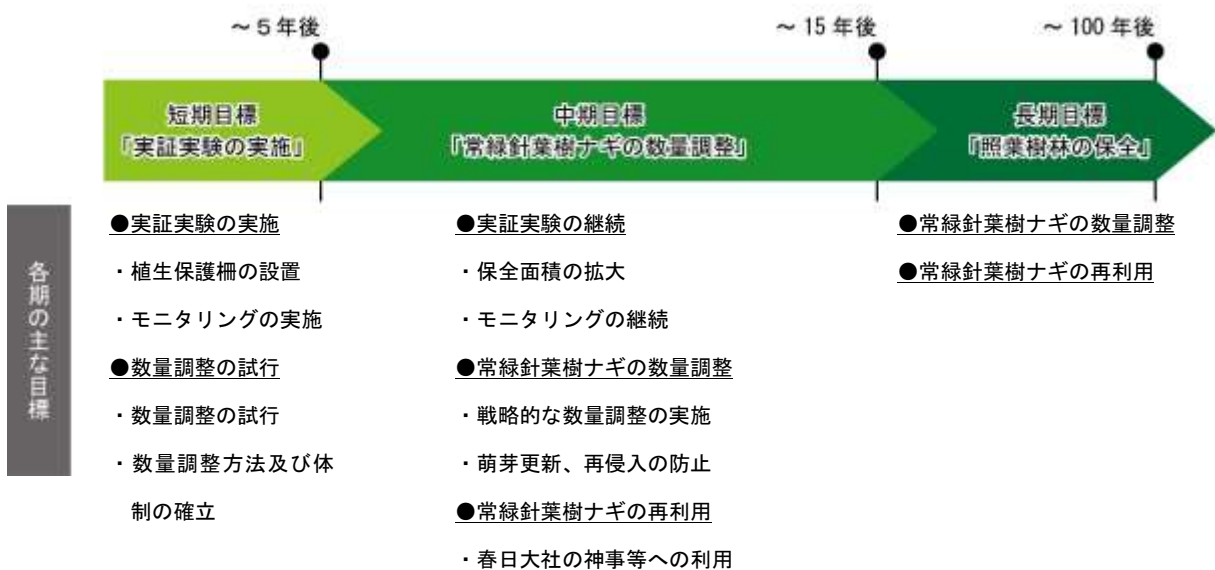 ～５年後
～15年後
～100年後
短期目標
「実証実験の実施」
中期目標
「常緑針葉樹ナギの数量調整」
長期目標
「照葉樹林の保全」
各期の主な目標
●実証実験の実施
・植生保護柵の設置
・モニタリングの実施
●数量調整の試行
・数量調整の試行
・数量調整方法及び体
制の確立
●実証実験の継続
・保全面積の拡大
・モニタリングの継続
●常緑針葉樹ナギの数量調整
・戦略的な数量調整の実施
・萌芽更新、再侵入の防止
●常緑針葉樹ナギの再利用
・春日大社の神事等への利用
●常緑針葉樹ナギの数量調整
●常緑針葉樹ナギの再利用